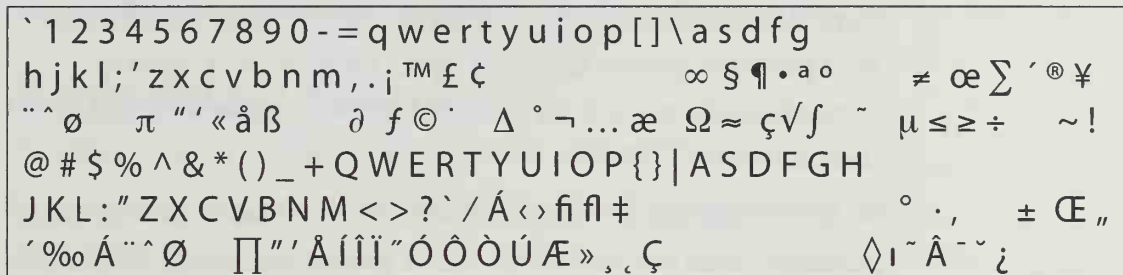 `1234567890-=qwertyuiop[]\asdfg
hjkl;'zxcvbnm,.¡™£¢ ∞§¶•ªº ≠œ∑´®¥
¨ˆø π“‘«åß ∂ƒ©˙ ∆˚¬…æ Ω≈ç√∫ ˜ µ≤≥÷ ~!
@#$%^&*()_+QWERTYUIOP{}|ASDFGH
JKL:"ZXCVBNM<>?`/Á‹›ﬁﬂ‡ °·‚ ±Œ„
´‰Á¨ˆØ ∏”’ÅÍÎÏ˝ÓÔÒÚÆ»¸˛Ç ◊ı˜Â¯˘¿